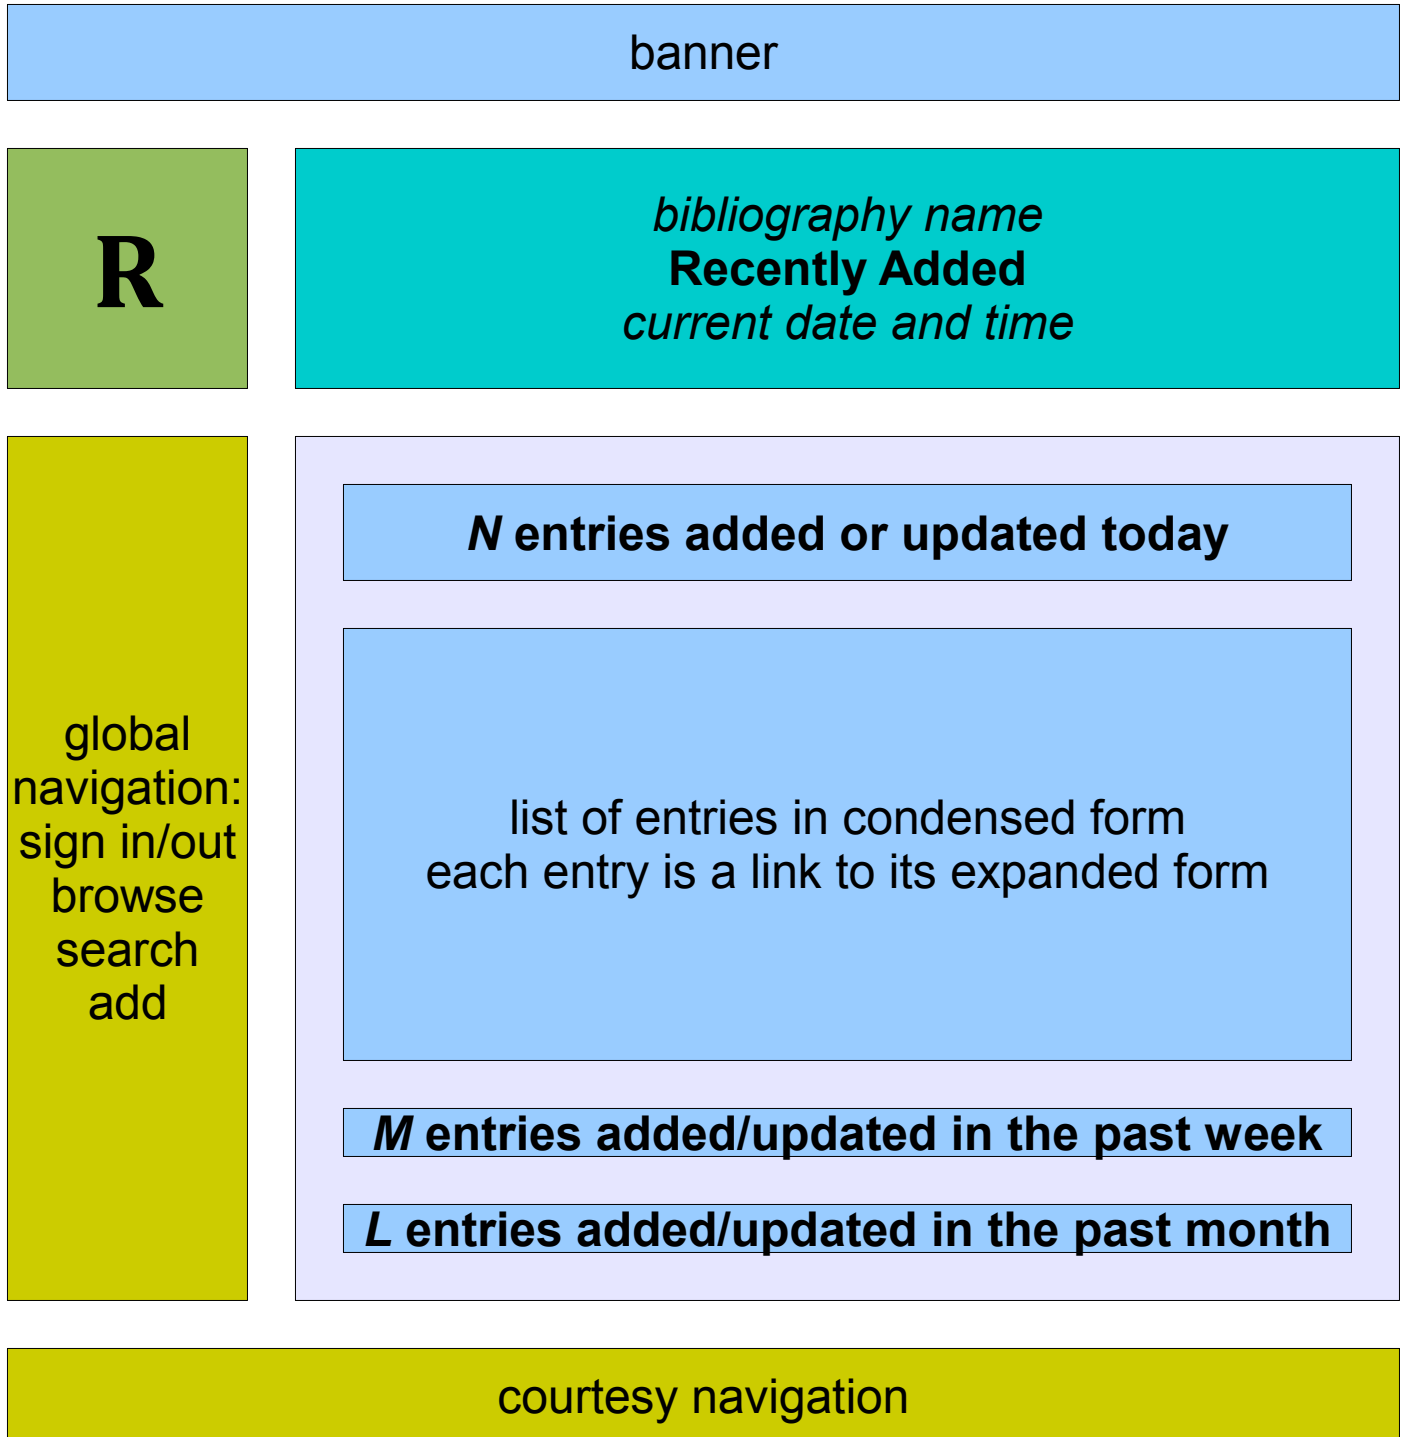 banner
R
bibliography name
Recently Added
current date and time
global
navigation:
sign in/out
browse
search
add
N entries added or updated today
list of entries in condensed form
each entry is a link to its expanded form
M entries added/updated in the past week
L entries added/updated in the past month
courtesy navigation